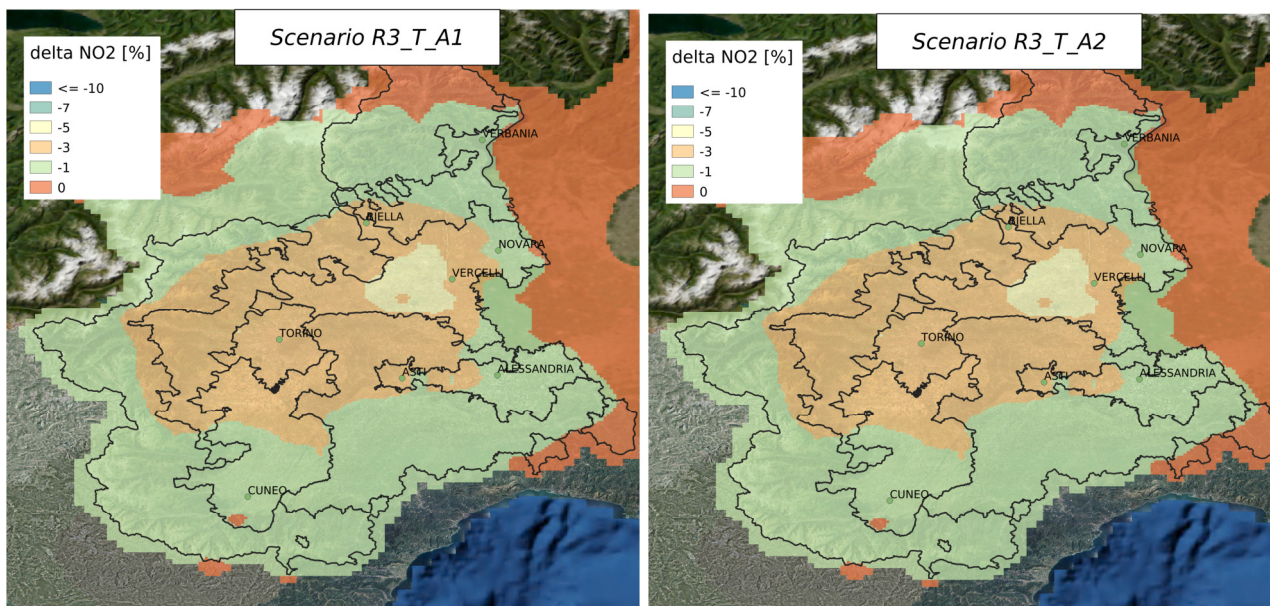 Scenario R3_T_A1
delta NO2 [%]
<= -10
-7
-5
-3
-1
0
VERBANIA
BIELLA
NOVARA
VERCELLI
TORINO
ASTI
ALESSANDRIA
CUNEO
Scenario R3_T_A2
delta NO2 [%]
<= -10
-7
-5
-3
-1
0
VERBANIA
BIELLA
NOVARA
VERCELLI
TORINO
ASTI
ALESSANDRIA
CUNEO